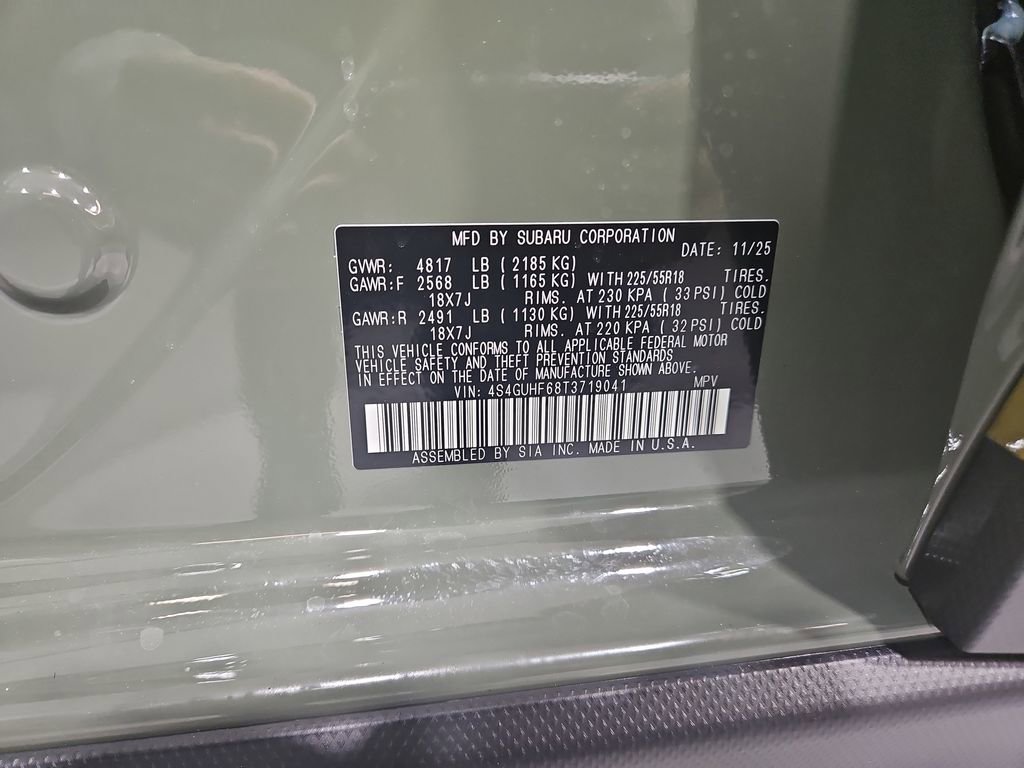 MFD BY SUBARU CORPORATION DATE: 11/25
GVWR: 4817 LB ( 2185 KG)
GAWR:F 2568 LB ( 1165 KG) WITH 225/55R18 TIRES.
18X7J RIMS. AT 230 KPA ( 33 PSI) COLD
GAWR:R 2491 LB ( 1130 KG) WITH 225/55R18 TIRES.
18X7J RIMS. AT 220 KPA ( 32 PSI) COLD
THIS VEHICLE CONFORMS TO ALL APPLICABLE FEDERAL MOTOR
VEHICLE SAFETY AND THEFT PREVENTION STANDARDS
IN EFFECT ON THE DATE OF MANUFACTURE SHOWN ABOVE.
VIN: 4S4GUHF68T3719041 MPV
ASSEMBLED BY SIA INC. MADE IN U.S.A.